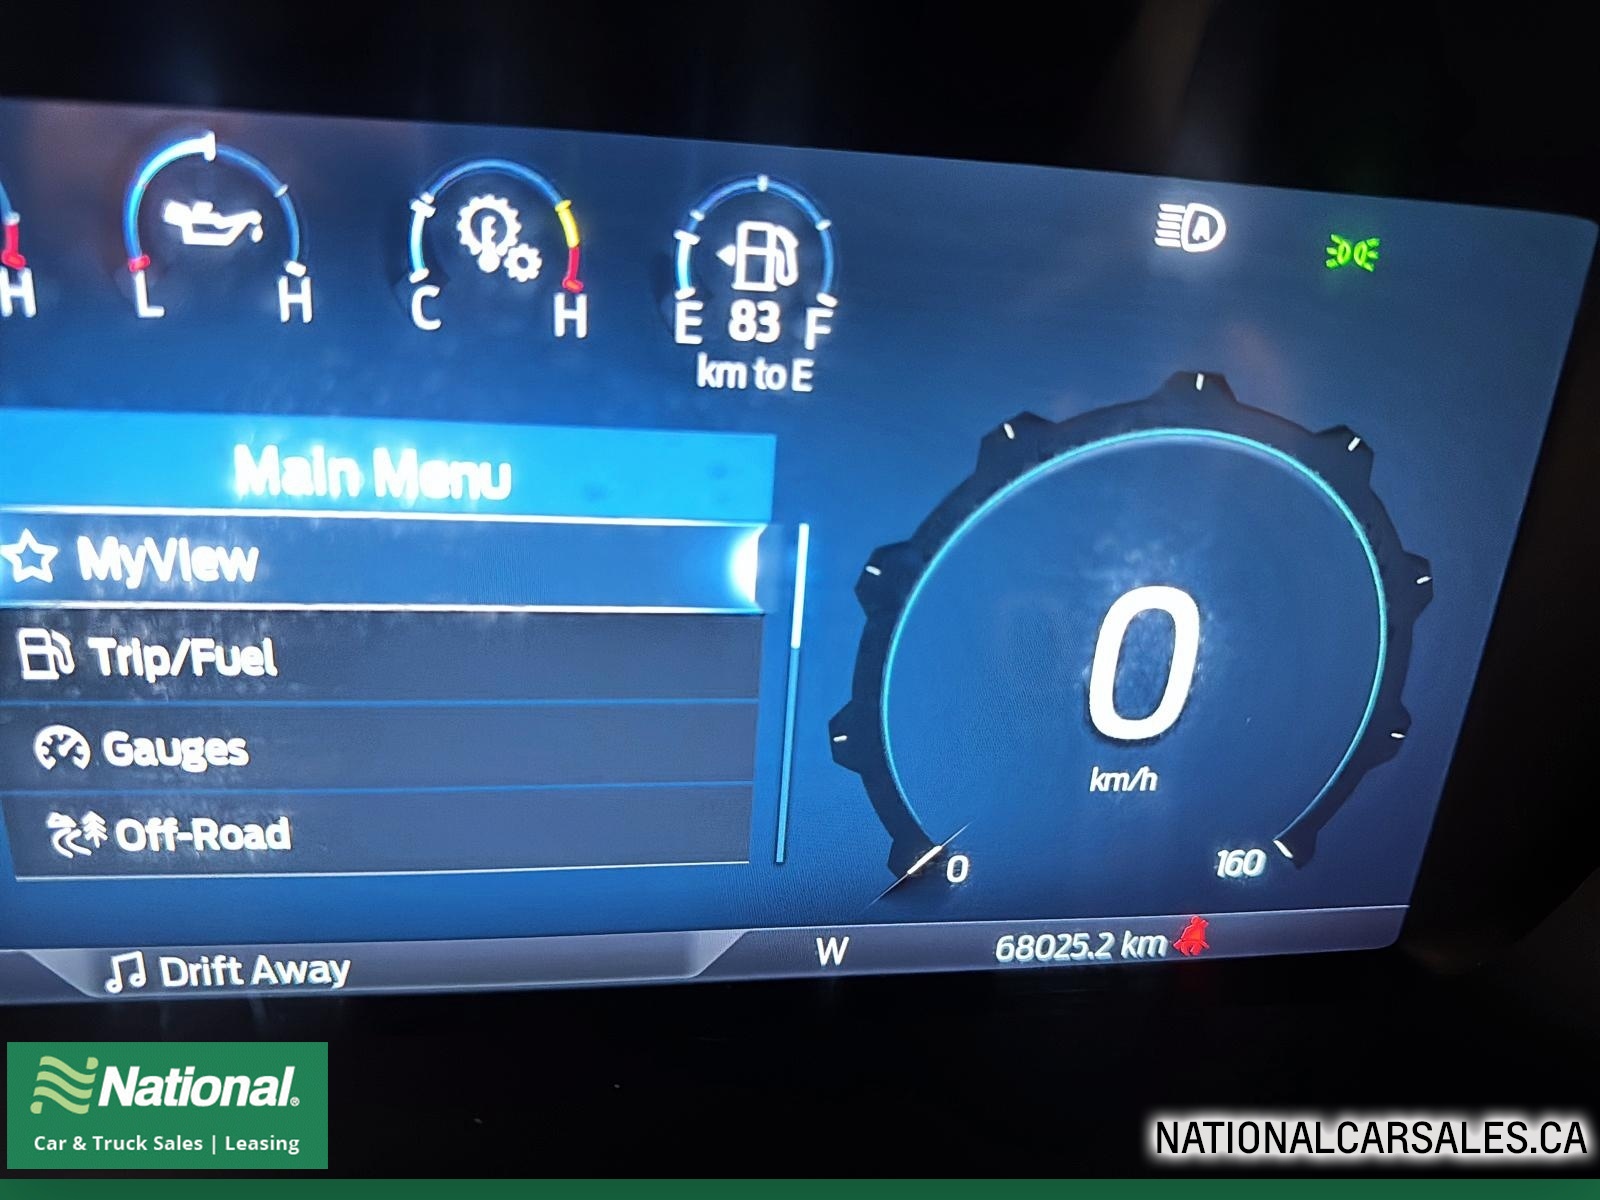 H
L H
C H
E 83 F
km to E
A
Main Menu
MyView
Trip/Fuel
Gauges
Off-Road
0
km/h
0 160
Drift Away
W
68025.2 km
National®
Car & Truck Sales | Leasing
NATIONALCARSALES.CA